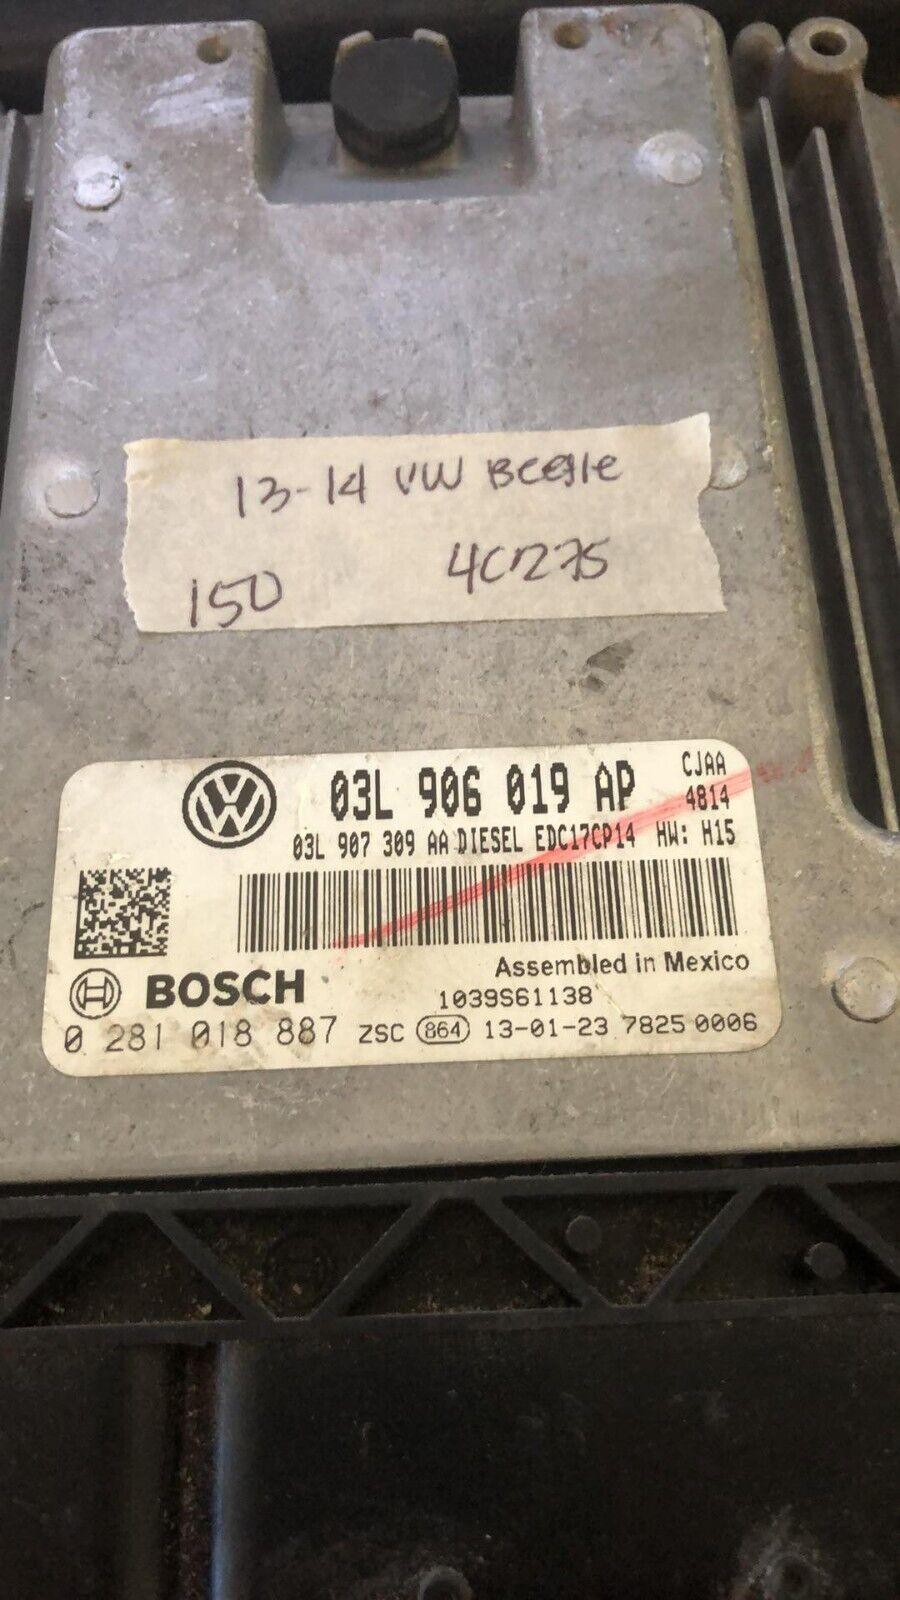 13-14 VW Beetle
150 4C1275
03L 906 019 AP CJAA
4814
03L 907 309 AA DIESEL EDC17CP14 HW: H15
Assembled in Mexico
BOSCH 1039S61138
0 281 018 887 ZSC 864 13-01-23 7825 0006